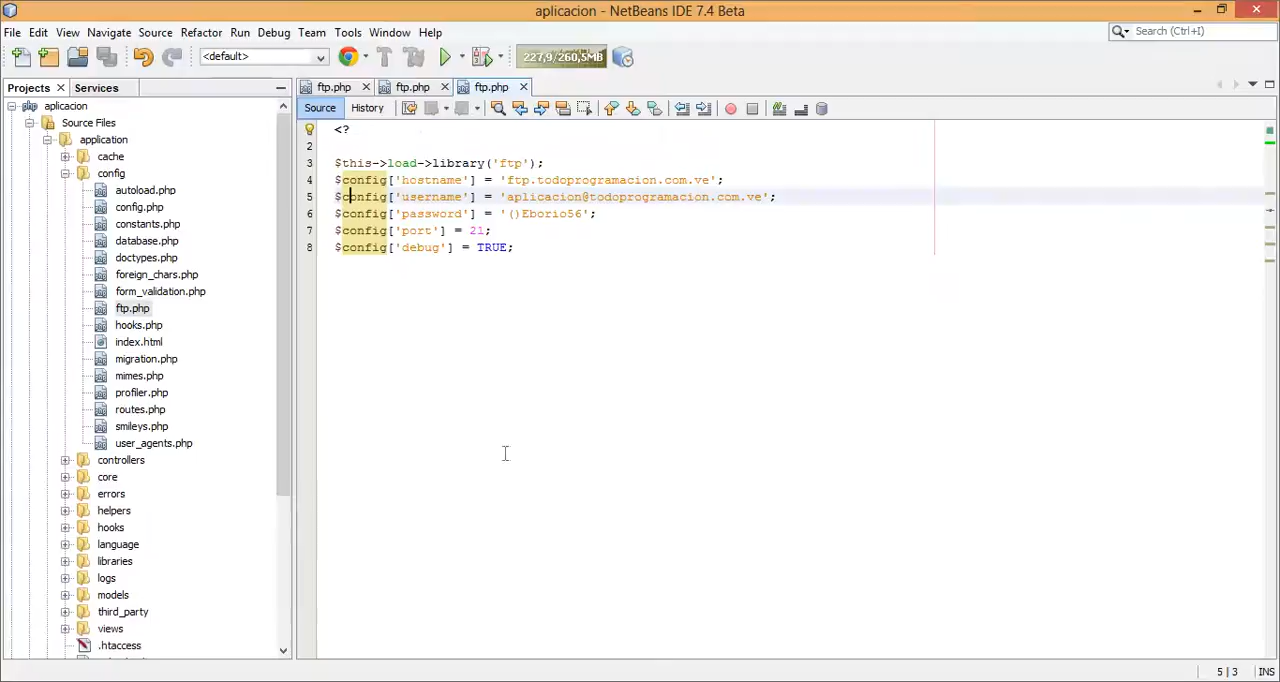 aplicacion - NetBeans IDE 7.4 Beta
File Edit View Navigate Source Refactor Run Debug Team Tools Window Help
Search (Ctrl+I)
<default>
227,9/260,5MB
Projects
Services
ftp.php
ftp.php
ftp.php
Source
History
aplicacion
Source Files
application
cache
config
autoload.php
config.php
constants.php
database.php
doctypes.php
foreign_chars.php
form_validation.php
ftp.php
hooks.php
index.html
migration.php
mimes.php
profiler.php
routes.php
smileys.php
user_agents.php
controllers
core
errors
helpers
hooks
language
libraries
logs
models
third_party
views
.htaccess
1 <?
2
3 $this->load->library('ftp');
4 $config['hostname'] = 'ftp.todoprogramacion.com.ve';
5 $config['username'] = 'aplicacion@todoprogramacion.com.ve';
6 $config['password'] = '()Eborio56';
7 $config['port'] = 21;
8 $config['debug'] = TRUE;
5 | 3 INS